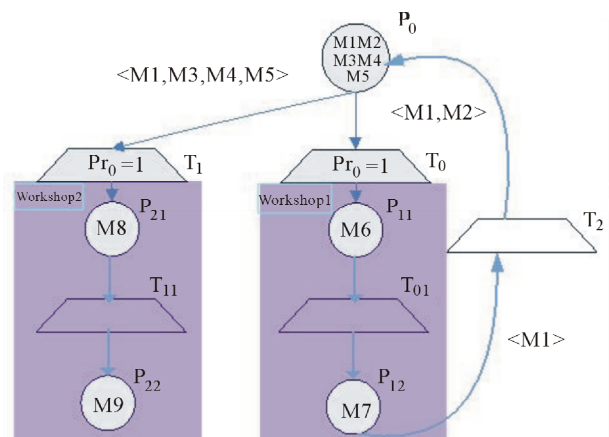 P0
M1M2
M3M4
M5
<M1,M3,M4,M5>
<M1,M2>
Pr0 =1
T1
Pr0 =1
T0
Workshop2
P21
Workshop1
P11
M8
M6
T2
T11
T01
<M1>
P22
P12
M9
M7